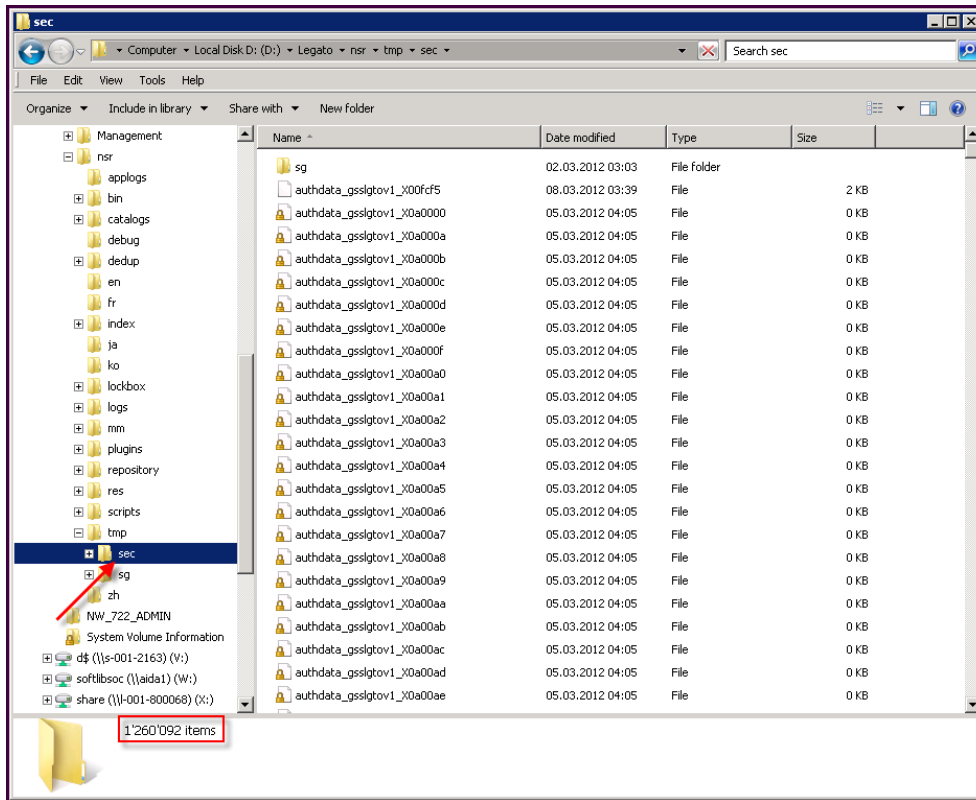 sec
Computer Local Disk D: (D:) Legato nsr tmp sec
Search sec
File Edit View Tools Help
Organize Include in library Share with New folder
Management
nsr
applogs
bin
catalogs
debug
dedup
en
fr
index
ja
ko
lockbox
logs
mm
plugins
repository
res
scripts
tmp
sec
sg
zh
NW_722_ADMIN
System Volume Information
d$ (\\s-001-2163) (V:)
softlibsoc (\\aida1) (W:)
share (\\l-001-800068) (X:)
Name Date modified Type Size
sg 02.03.2012 03:03 File folder
authdata_gsslgtov1_X00fcf5 08.03.2012 03:39 File 2 KB
authdata_gsslgtov1_X0a0000 05.03.2012 04:05 File 0 KB
authdata_gsslgtov1_X0a000a 05.03.2012 04:05 File 0 KB
authdata_gsslgtov1_X0a000b 05.03.2012 04:05 File 0 KB
authdata_gsslgtov1_X0a000c 05.03.2012 04:05 File 0 KB
authdata_gsslgtov1_X0a000d 05.03.2012 04:05 File 0 KB
authdata_gsslgtov1_X0a000e 05.03.2012 04:05 File 0 KB
authdata_gsslgtov1_X0a000f 05.03.2012 04:05 File 0 KB
authdata_gsslgtov1_X0a00a0 05.03.2012 04:05 File 0 KB
authdata_gsslgtov1_X0a00a1 05.03.2012 04:05 File 0 KB
authdata_gsslgtov1_X0a00a2 05.03.2012 04:05 File 0 KB
authdata_gsslgtov1_X0a00a3 05.03.2012 04:05 File 0 KB
authdata_gsslgtov1_X0a00a4 05.03.2012 04:05 File 0 KB
authdata_gsslgtov1_X0a00a5 05.03.2012 04:05 File 0 KB
authdata_gsslgtov1_X0a00a6 05.03.2012 04:05 File 0 KB
authdata_gsslgtov1_X0a00a7 05.03.2012 04:05 File 0 KB
authdata_gsslgtov1_X0a00a8 05.03.2012 04:05 File 0 KB
authdata_gsslgtov1_X0a00a9 05.03.2012 04:05 File 0 KB
authdata_gsslgtov1_X0a00aa 05.03.2012 04:05 File 0 KB
authdata_gsslgtov1_X0a00ab 05.03.2012 04:05 File 0 KB
authdata_gsslgtov1_X0a00ac 05.03.2012 04:05 File 0 KB
authdata_gsslgtov1_X0a00ad 05.03.2012 04:05 File 0 KB
authdata_gsslgtov1_X0a00ae 05.03.2012 04:05 File 0 KB
1'260'092 items